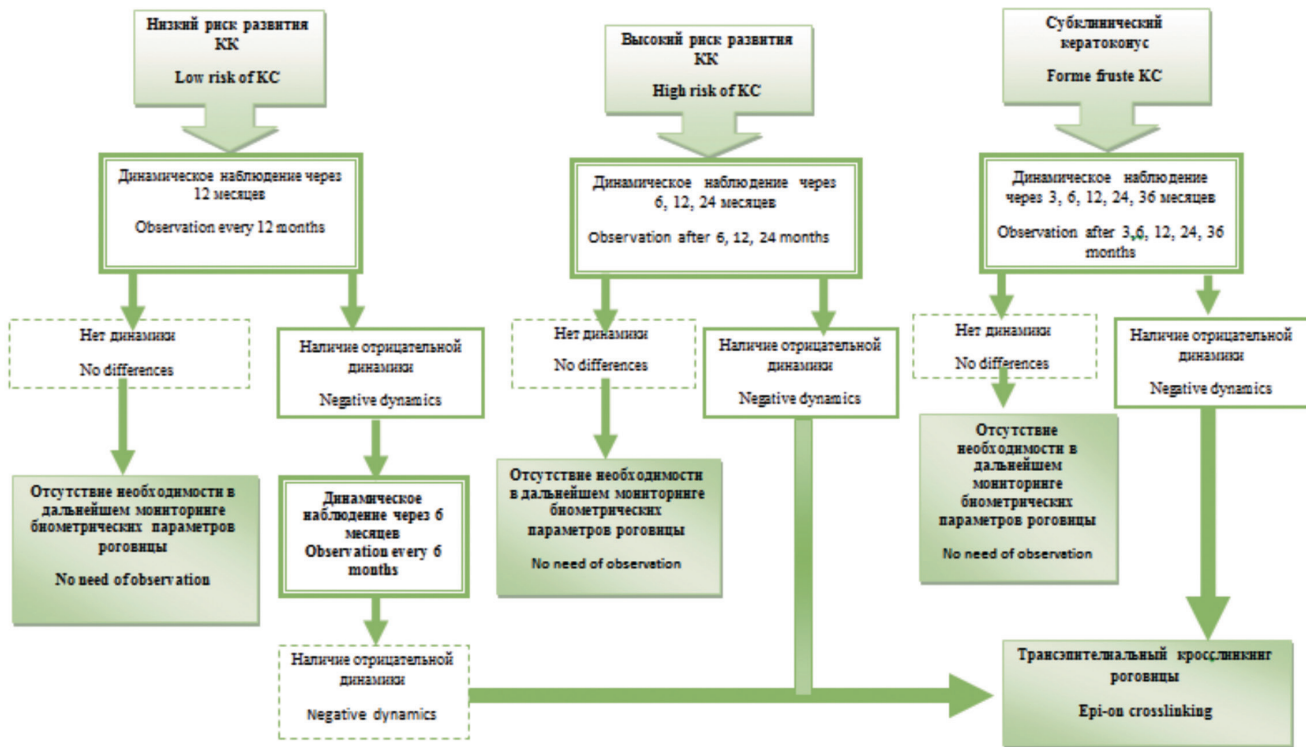 Низкий риск развития
КК
Low risk of KC
Высокий риск развития
КК
High risk of KC
Субклинический
кератоконус
Forme fruste KC
Динамическое наблюдение через
12 месяцев
Observation every 12 months
Динамическое наблюдение через
6, 12, 24 месяцев
Observation after 6, 12, 24 months
Динамическое наблюдение
через 3, 6, 12, 24, 36 месяцев
Observation after 3,6, 12, 24, 36
months
Нет динамики
No differences
Наличие отрицательной
динамики
Negative dynamics
Нет динамики
No differences
Наличие отрицательной
динамики
Negative dynamics
Нет динамики
No differences
Наличие отрицательной
динамики
Negative dynamics
Отсутствие необходимости в
дальнейшем мониторинге
биометрических параметров
роговицы
No need of observation
Динамическое
наблюдение через 6
месяцев
Observation every 6
months
Отсутствие необходимости
в дальнейшем мониторинге
биометрических
параметров роговицы
No need of observation
Отсутствие
необходимости в
дальнейшем
мониторинге
биометрических
параметров роговицы
No need of observation
Наличие отрицательной
динамики
Negative dynamics
Трансэпителиальный кросслинкинг
роговицы
Epi-on crosslinking